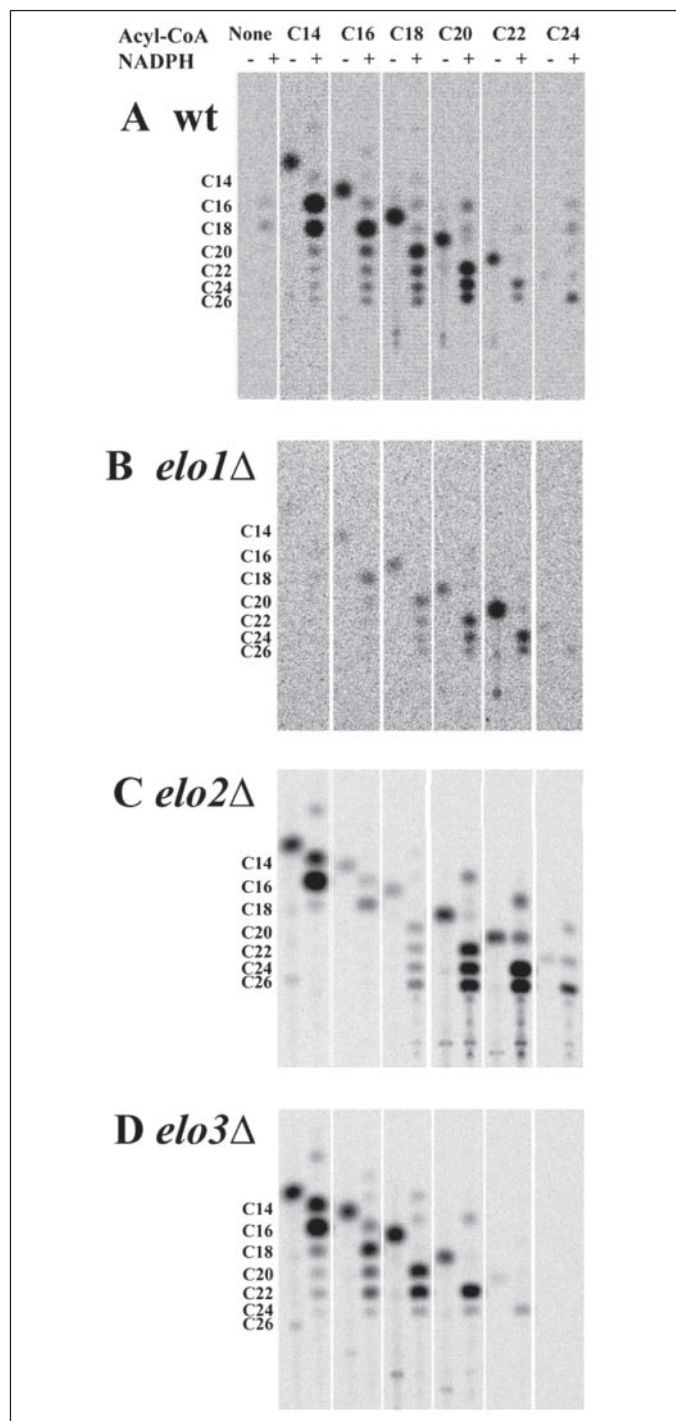 Acyl-CoA None C14 C16 C18 C20 C22 C24
NADPH - + - + - + - + - + - + - +
A wt
C14
C16
C18
C20
C22
C24
C26
B elo1Δ
C14
C16
C18
C20
C22
C24
C26
C elo2Δ
C14
C16
C18
C20
C22
C24
C26
D elo3Δ
C14
C16
C18
C20
C22
C24
C26